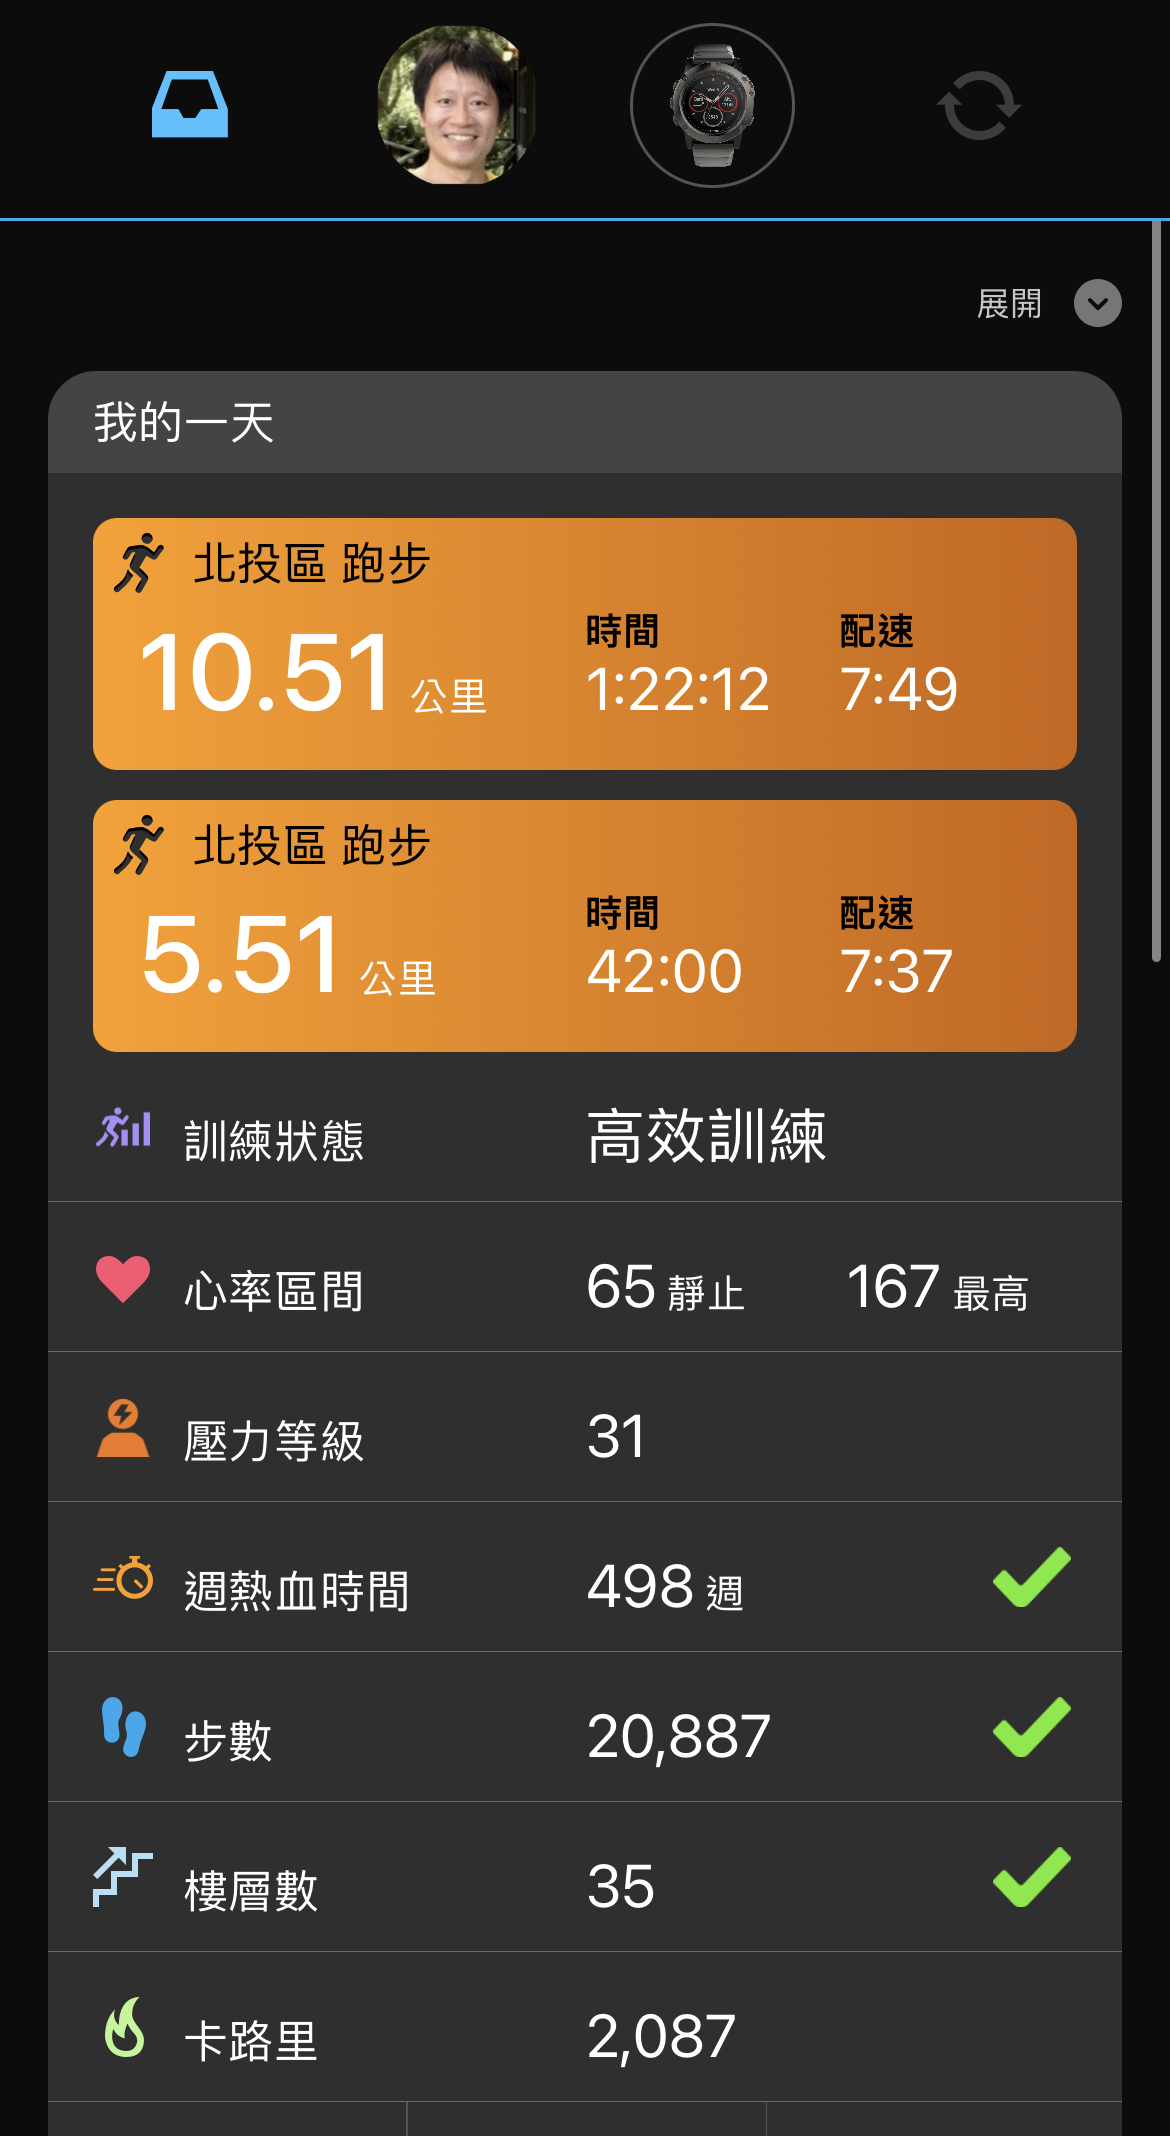 展開
我的一天
北投區 跑步
10.51 公里
時間
1:22:12
配速
7:49
北投區 跑步
5.51 公里
時間
42:00
配速
7:37
訓練狀態 高效訓練
心率區間 65 靜止 167 最高
壓力等級 31
週熱血時間 498 週
步數 20,887
樓層數 35
卡路里 2,087